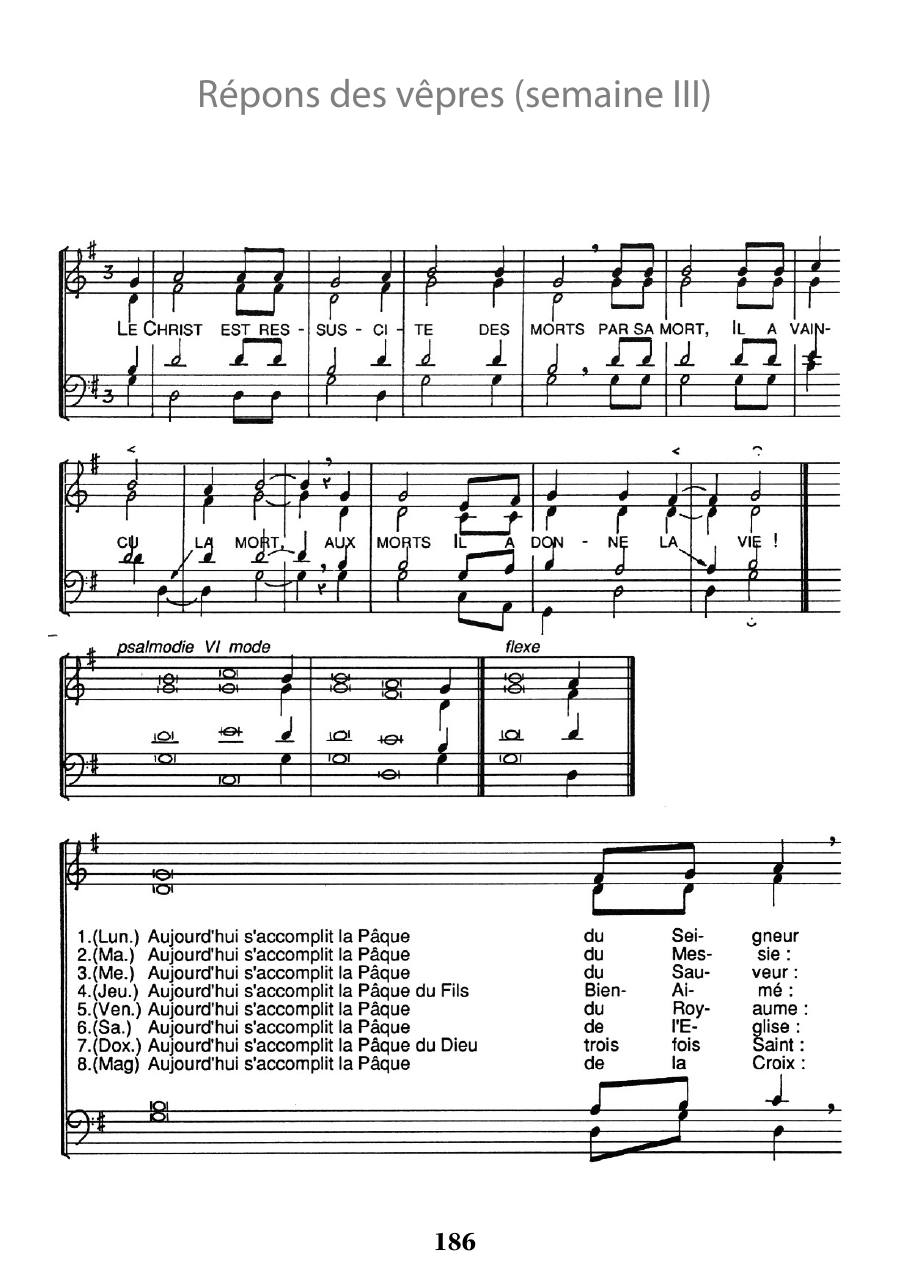 Répons des vêpres (semaine III)
3
LE CHRIST EST RES - SUS - CI - TE DES MORTS PAR SA MORT, IL A VAIN-
3
CU LA MORT, AUX MORTS IL A DON - NE LA VIE !
psalmodie VI mode flexe
1.(Lun.) Aujourd'hui s'accomplit la Pâque du Sei- gneur
2.(Ma.) Aujourd'hui s'accomplit la Pâque du Mes- sie :
3.(Me.) Aujourd'hui s'accomplit la Pâque du Sau- veur :
4.(Jeu.) Aujourd'hui s'accomplit la Pâque du Fils Bien- Ai- mé :
5.(Ven.) Aujourd'hui s'accomplit la Pâque du Roy- aume :
6.(Sa.) Aujourd'hui s'accomplit la Pâque de l'E- glise :
7.(Dox.) Aujourd'hui s'accomplit la Pâque du Dieu trois fois Saint :
8.(Mag) Aujourd'hui s'accomplit la Pâque de la Croix :
186